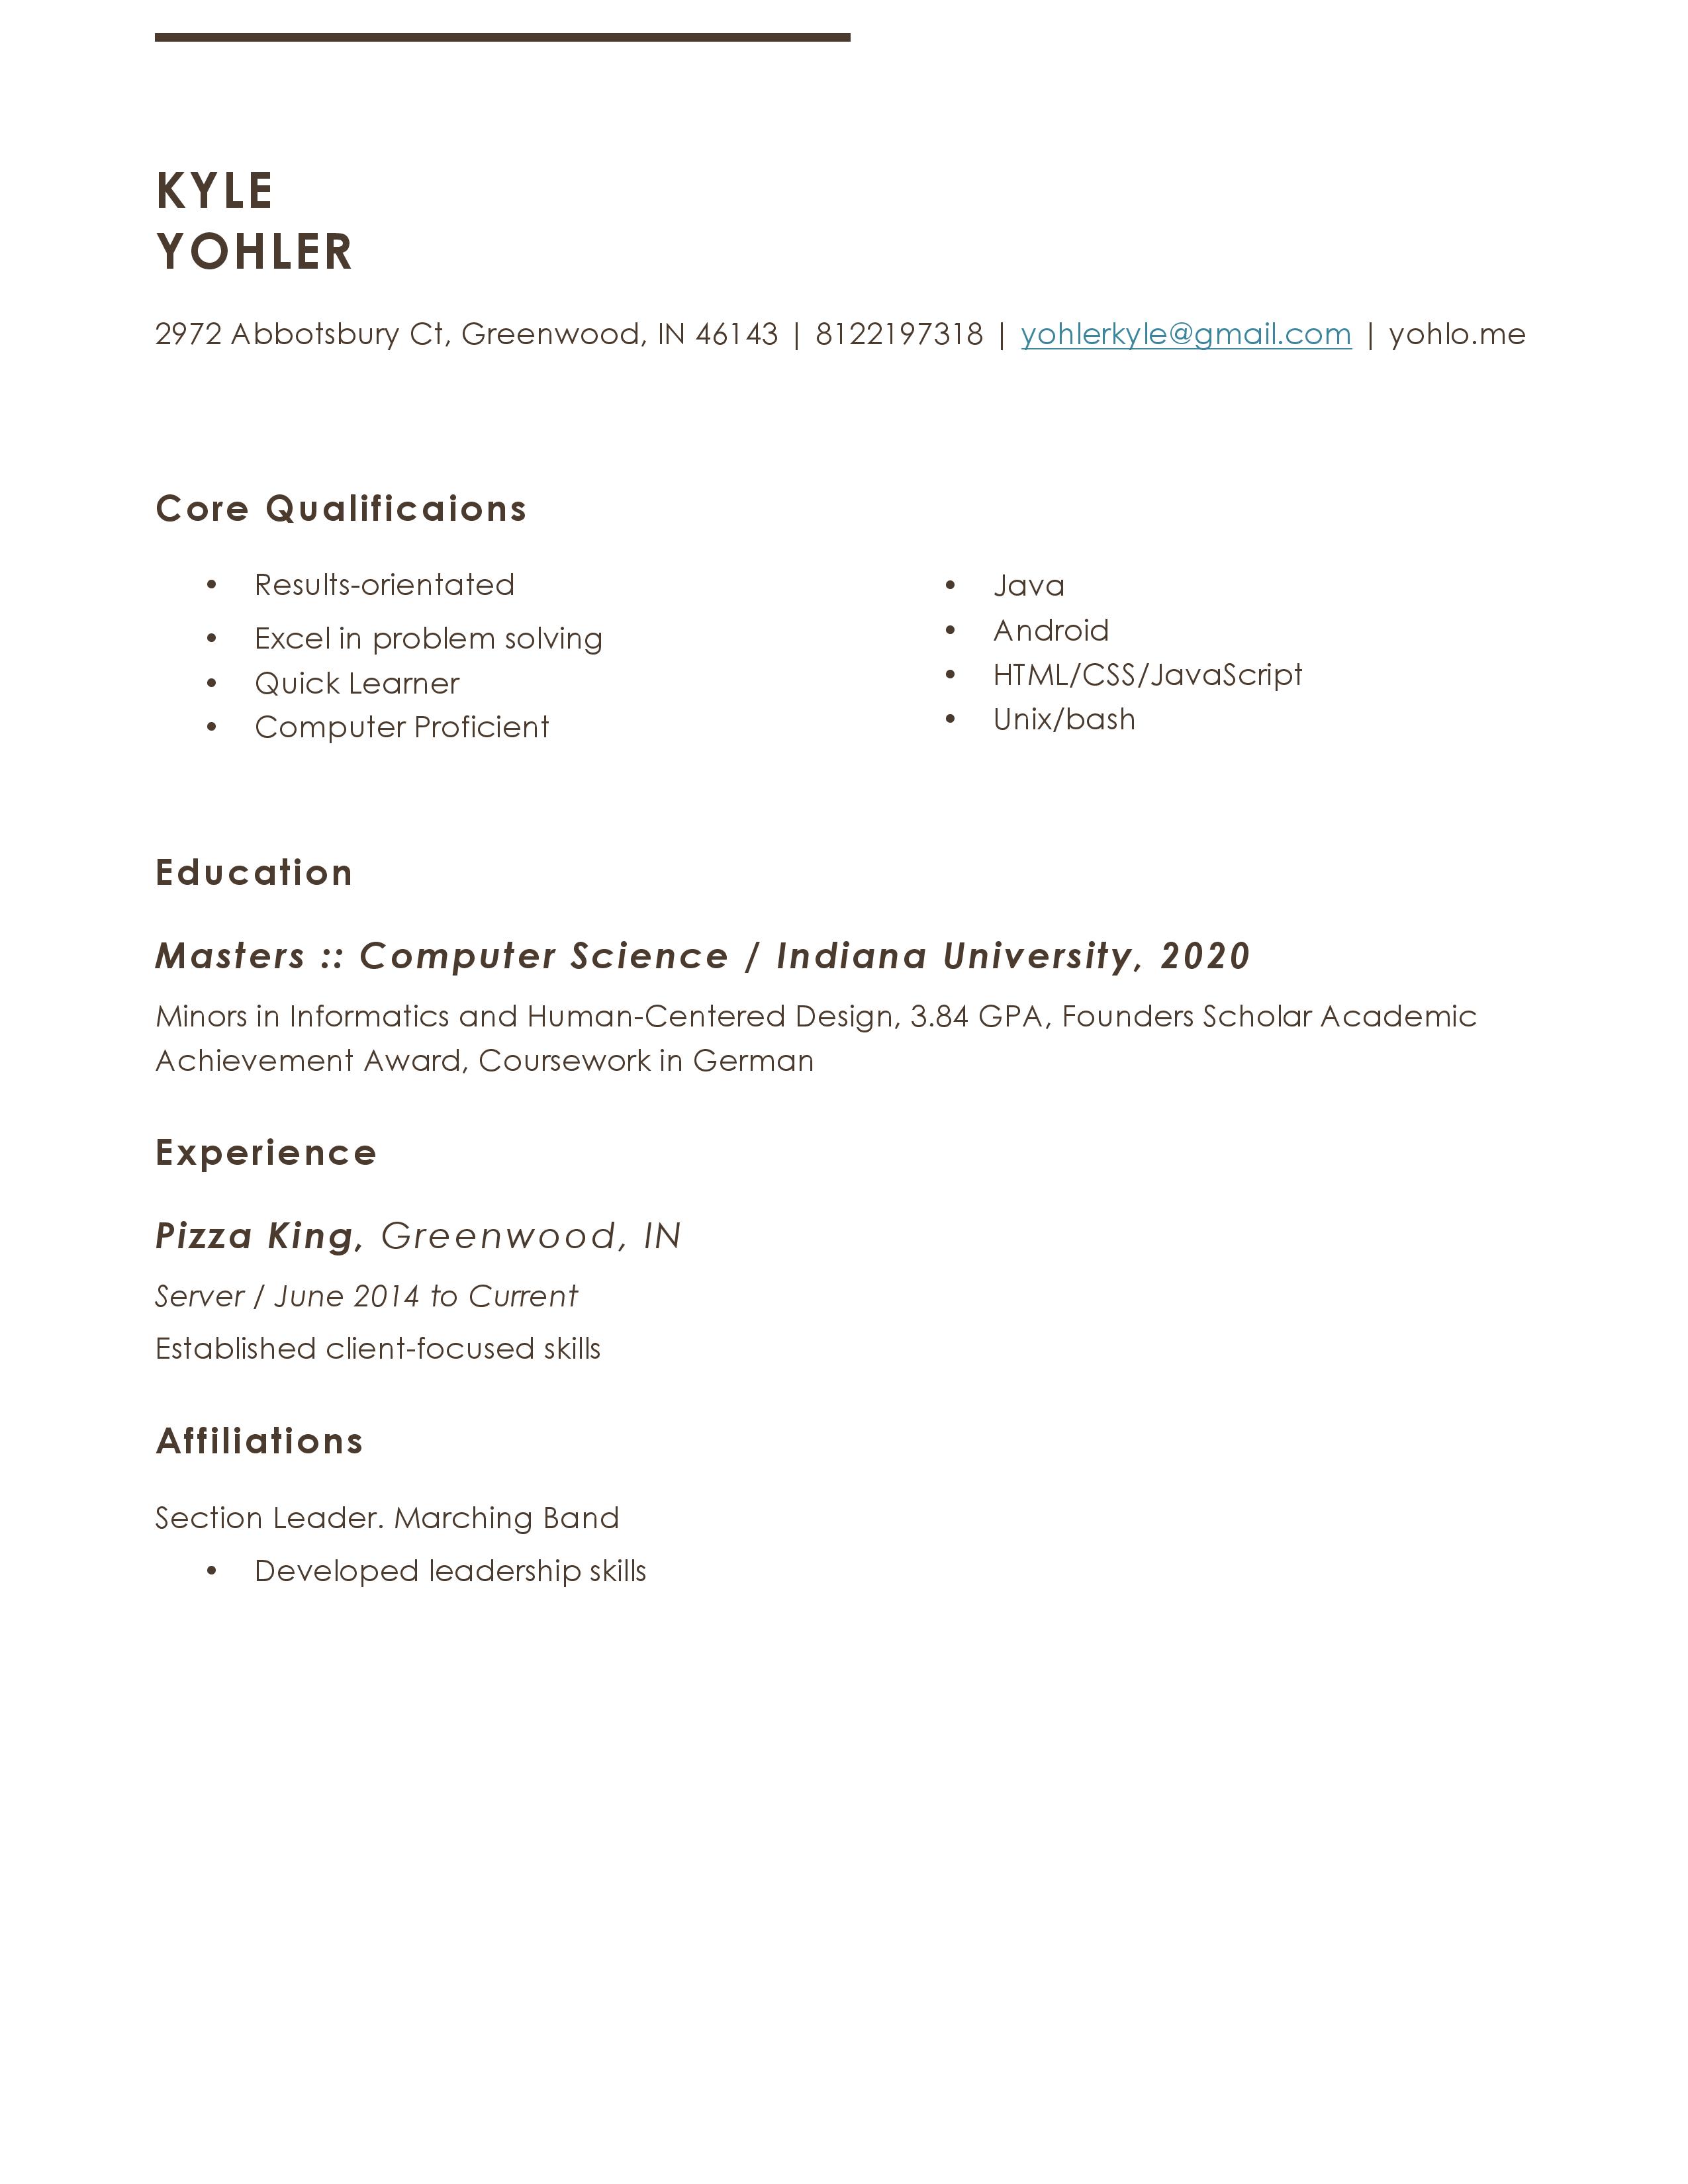 KYLE
YOHLER
2972 Abbotsbury Ct, Greenwood, IN 46143 | 8122197318 | yohlerkyle@gmail.com | yohlo.me
Core Qualificaions
• Results-orientated
• Excel in problem solving
• Quick Learner
• Computer Proficient
• Java
• Android
• HTML/CSS/JavaScript
• Unix/bash
Education
Masters :: Computer Science / Indiana University, 2020
Minors in Informatics and Human-Centered Design, 3.84 GPA, Founders Scholar Academic
Achievement Award, Coursework in German
Experience
Pizza King, Greenwood, IN
Server / June 2014 to Current
Established client-focused skills
Affiliations
Section Leader. Marching Band
• Developed leadership skills